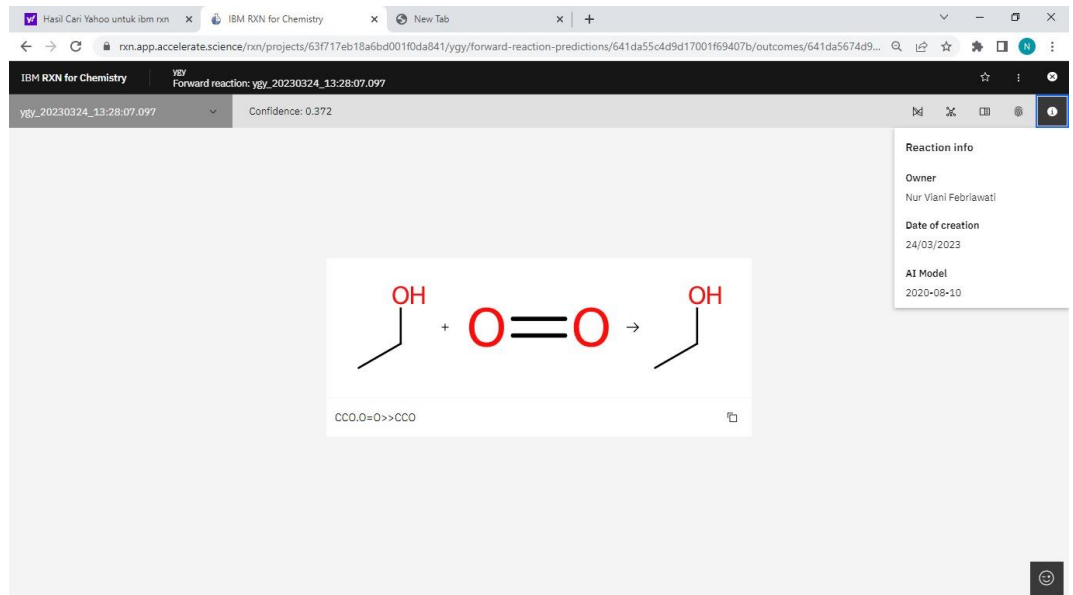 Hasil Cari Yahoo untuk ibm rxn
IBM RXN for Chemistry
New Tab
rxn.app.accelerate.science/rxn/projects/63f717eb18a6bd001f0da841/ygy/forward-reaction-predictions/641da55c4d9d17001f69407b/outcomes/641da5674d9...
N
IBM RXN for Chemistry
ygy
Forward reaction: ygy_20230324_13:28:07.097
ygy_20230324_13:28:07.097
Confidence: 0.372
Reaction info
Owner
Nur Viani Febriawati
Date of creation
24/03/2023
AI Model
2020-08-10
OH + O=O → OH
CCO.O=O>>CCO